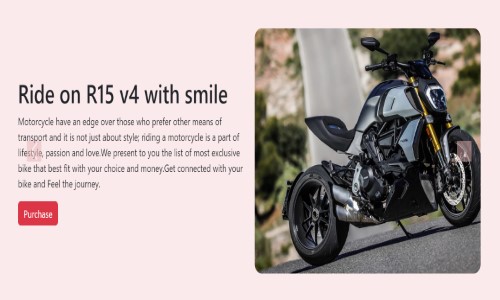 Ride on R15 v4 with smile
Motorcycle have an edge over those who prefer other means of
transport and it is not just about style; riding a motorcycle is a part of
lifestyle, passion and love.We present to you the list of most exclusive
bike that best fit with your choice and money.Get connected with your
bike and Feel the journey.
Purchase